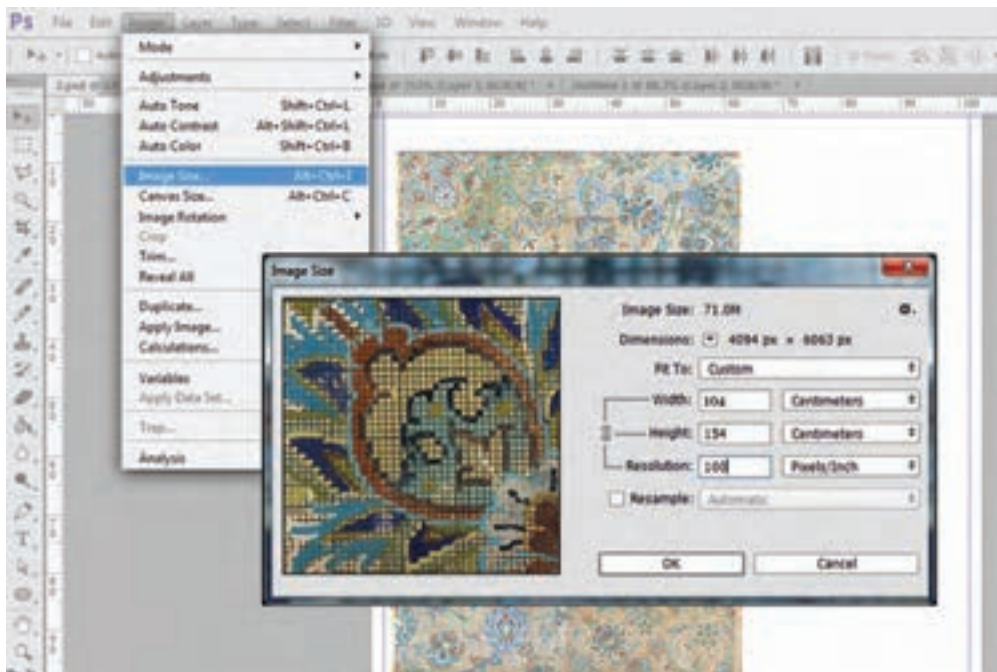 Ps File Edit Image Layer Type Select Filter 3D View Window Help
Mode
Adjustments
Auto Tone Shift+Ctrl+L
Auto Contrast Alt+Shift+Ctrl+L
Auto Color Shift+Ctrl+B
Image Size... Alt+Ctrl+I
Canvas Size... Alt+Ctrl+C
Image Rotation
Crop
Trim...
Reveal All
Duplicate...
Apply Image...
Calculations...
Variables
Apply Data Set...
Trap...
Analysis
Image Size
Image Size: 71.0M
Dimensions: 4094 px × 6063 px
Fit To: Custom
Width: 104 Centimeters
Height: 154 Centimeters
Resolution: 100 Pixels/Inch
Resample: Automatic
OK Cancel